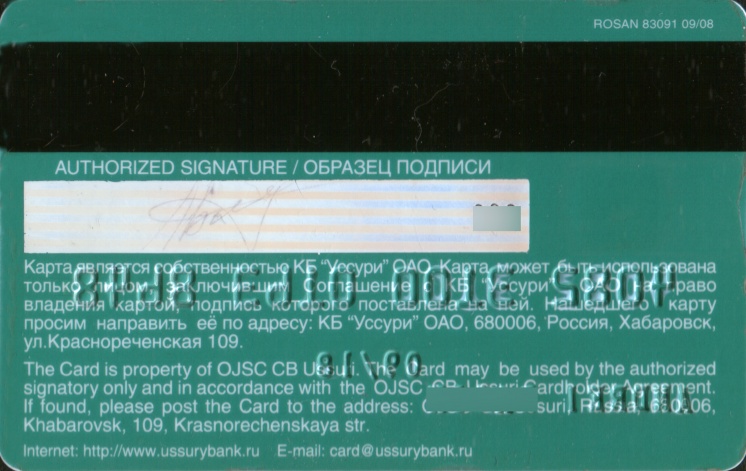 ROSAN 83091 09/08
AUTHORIZED SIGNATURE / ОБРАЗЕЦ ПОДПИСИ
Карта является собственностью КБ "Уссури" ОАО. Карта может быть использована
только лицом, заключившим соглашение с КБ "Уссури" ОАО. Право
владения картой, подпись которого поставлена на ней. Нашедшего карту
просим направить её по адресу: КБ "Уссури" ОАО, 680006, Россия, Хабаровск,
ул.Краснореченская 109.
The Card is property of OJSC CB Ussuri. The Card may be used by the authorized
signatory only and in accordance with the OJSC CB Ussuri Cardholder Agreement.
If found, please post the Card to the address: Ussuri, Russia, 680006,
Khabarovsk, 109, Krasnorechenskaya str.
Internet: http://www.ussurybank.ru E-mail: card@ussurybank.ru